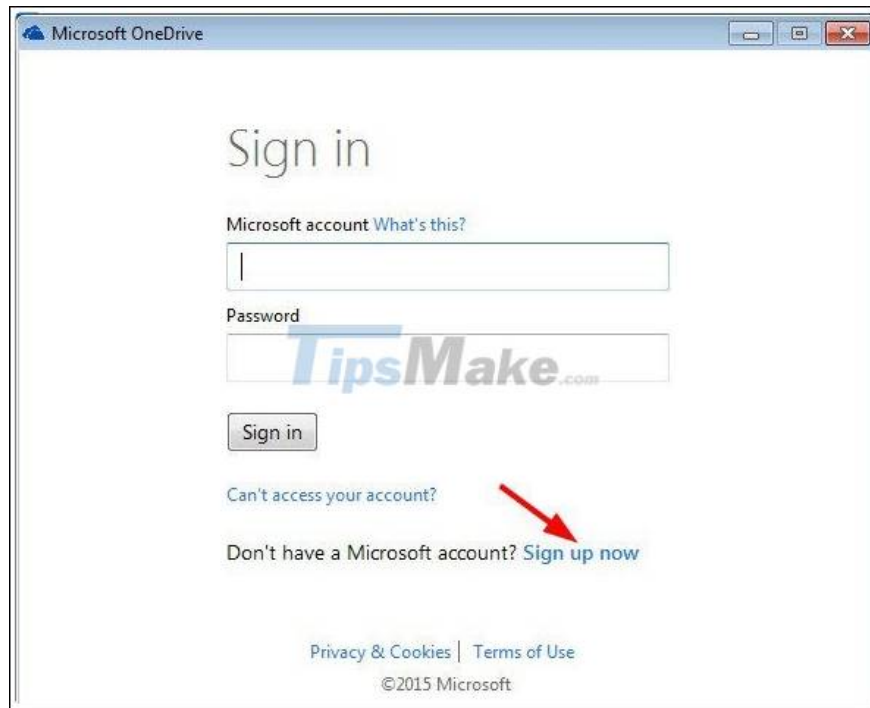 Microsoft OneDrive
Sign in
Microsoft account What's this?
Password
TipsMake.com
Sign in
Can't access your account?
Don't have a Microsoft account? Sign up now
Privacy & Cookies | Terms of Use
©2015 Microsoft